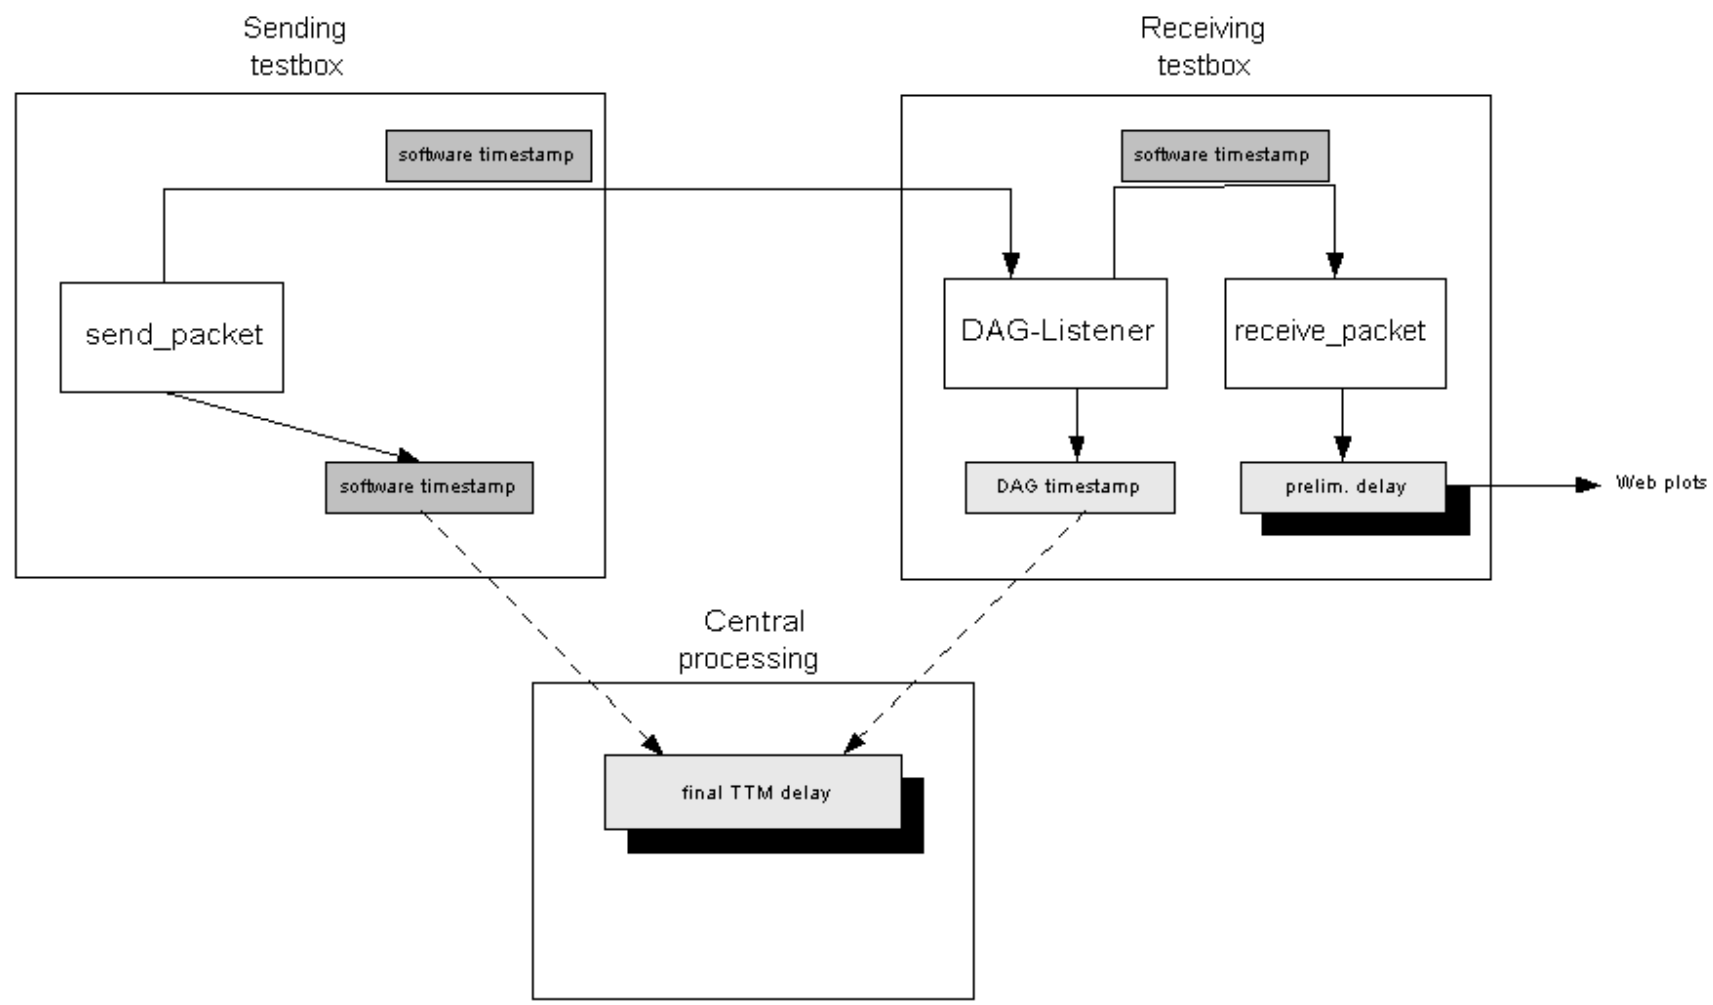 Sending
testbox
Receiving
testbox
software timestamp
software timestamp
send_packet
DAG-Listener
receive_packet
software timestamp
DAG timestamp
prelim. delay
Web plots
Central
processing
final TTM delay